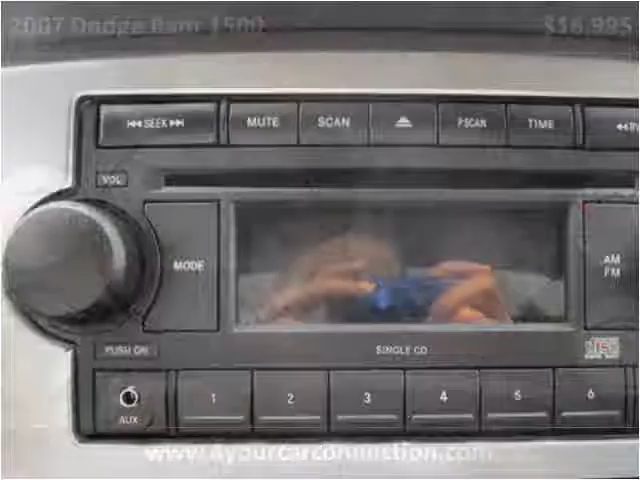 2007 Dodge Ram 1500 $16,995
SEEK MUTE SCAN PSCAN TIME
VOL
MODE AM
FM
PUSH ON SINGLE CD
AUX 1 2 3 4 5 6
www.4yourcarconnection.com